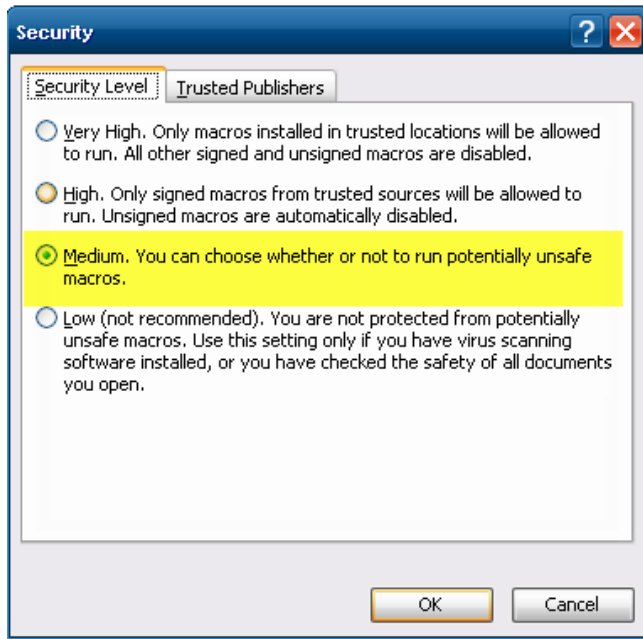 Security
Security Level
Trusted Publishers
Very High. Only macros installed in trusted locations will be allowed
to run. All other signed and unsigned macros are disabled.
High. Only signed macros from trusted sources will be allowed to
run. Unsigned macros are automatically disabled.
Medium. You can choose whether or not to run potentially unsafe
macros.
Low (not recommended). You are not protected from potentially
unsafe macros. Use this setting only if you have virus scanning
software installed, or you have checked the safety of all documents
you open.
OK
Cancel